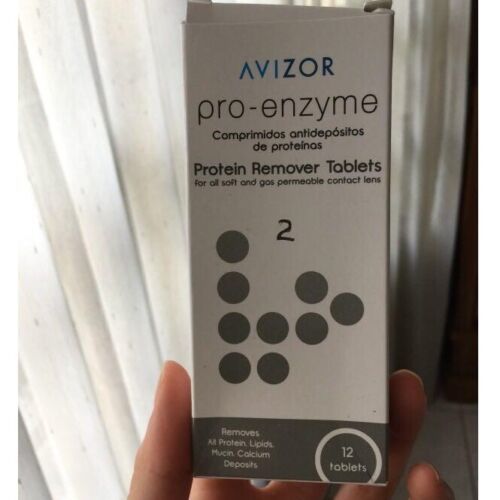 AVIZOR
pro-enzyme
Comprimidos antidepósitos
de proteínas
Protein Remover Tablets
for all soft and gas permeable contact lens
2
Removes
All Protein, Lipids,
Mucin, Calcium
Deposits
12
tablets